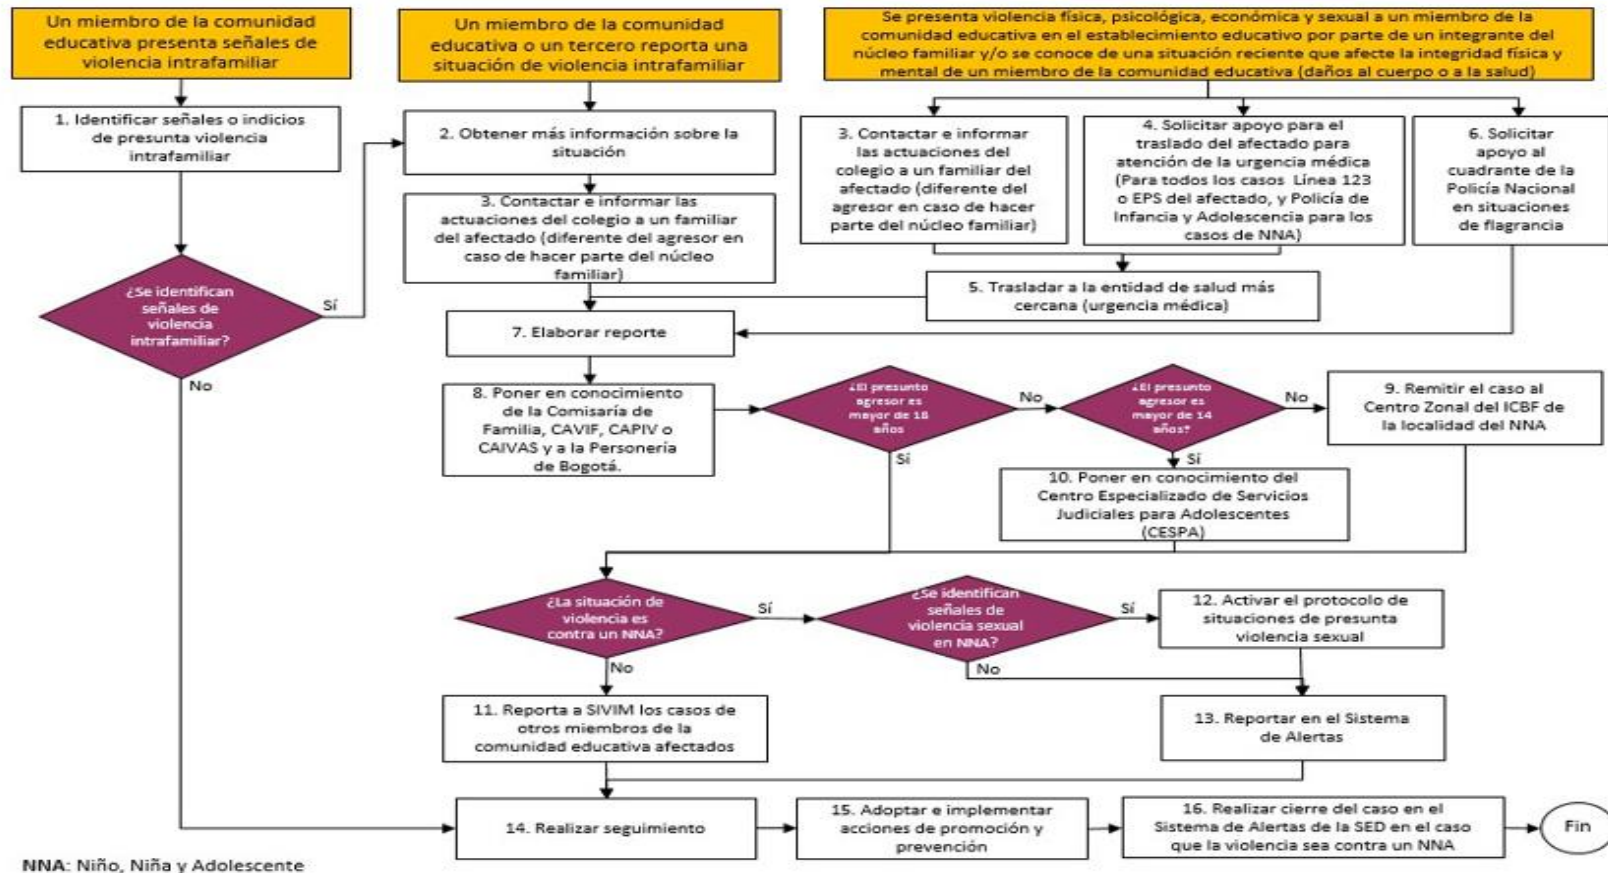 Un miembro de la comunidad
educativa presenta señales de
violencia intrafamiliar
Un miembro de la comunidad
educativa o un tercero reporta una
situación de violencia intrafamiliar
Se presenta violencia física, psicológica, económica y sexual a un miembro de la
comunidad educativa en el establecimiento educativo por parte de un integrante del
núcleo familiar y/o se conoce de una situación reciente que afecte la integridad física y
mental de un miembro de la comunidad educativa (daños al cuerpo o a la salud)
1. Identificar señales o indicios
de presunta violencia
intrafamiliar
2. Obtener más información sobre la
situación
3. Contactar e informar
las actuaciones del
colegio a un familiar del
afectado (diferente del
agresor en caso de hacer
parte del núcleo familiar)
4. Solicitar apoyo para el
traslado del afectado para
atención de la urgencia médica
(Para todos los casos Línea 123
o EPS del afectado, y Policía de
Infancia y Adolescencia para los
casos de NNA)
6. Solicitar
apoyo al
cuadrante de la
Policía Nacional
en situaciones
de flagrancia
3. Contactar e informar las
actuaciones del colegio a un familiar
del afectado (diferente del agresor en
caso de hacer parte del núcleo
familiar)
¿Se identifican
señales de
violencia
intrafamiliar?
Sí
No
5. Trasladar a la entidad de salud más
cercana (urgencia médica)
7. Elaborar reporte
8. Poner en conocimiento
de la Comisaría de
Familia, CAVIF, CAPIV o
CAIVAS y a la Personería
de Bogotá.
¿El presunto
agresor es
mayor de 18
años
No
Sí
¿El presunto
agresor es
mayor de 14
años?
No
Sí
9. Remitir el caso al
Centro Zonal del ICBF de
la localidad del NNA
10. Poner en conocimiento del
Centro Especializado de Servicios
Judiciales para Adolescentes
(CESPA)
¿La situación de
violencia es
contra un NNA?
Sí
No
¿Se identifican
señales de
violencia sexual
en NNA?
Sí
No
12. Activar el protocolo de
situaciones de presunta
violencia sexual
11. Reporta a SIVIM los casos de
otros miembros de la
comunidad educativa afectados
13. Reportar en el Sistema
de Alertas
14. Realizar seguimiento
15. Adoptar e implementar
acciones de promoción y
prevención
16. Realizar cierre del caso en el
Sistema de Alertas de la SED en el caso
que la violencia sea contra un NNA
Fin
NNA: Niño, Niña y Adolescente